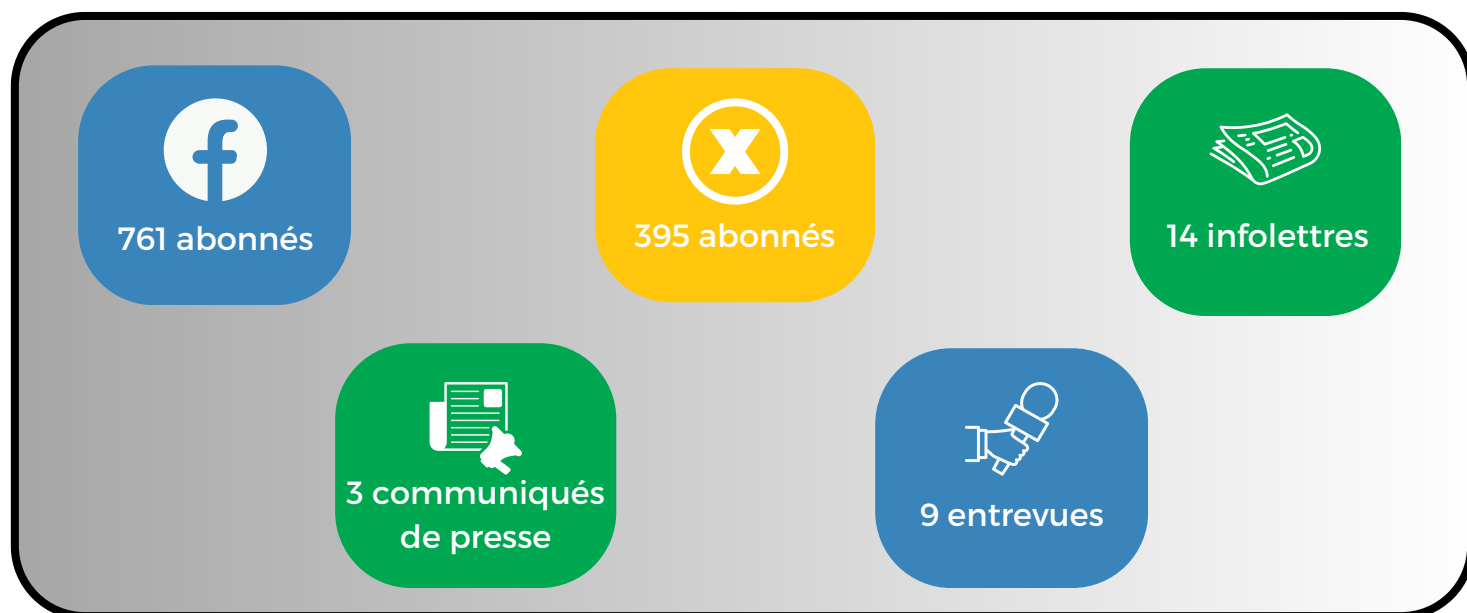 761 abonnés
X
395 abonnés
14 infolettres
3 communiqués
de presse
9 entrevues